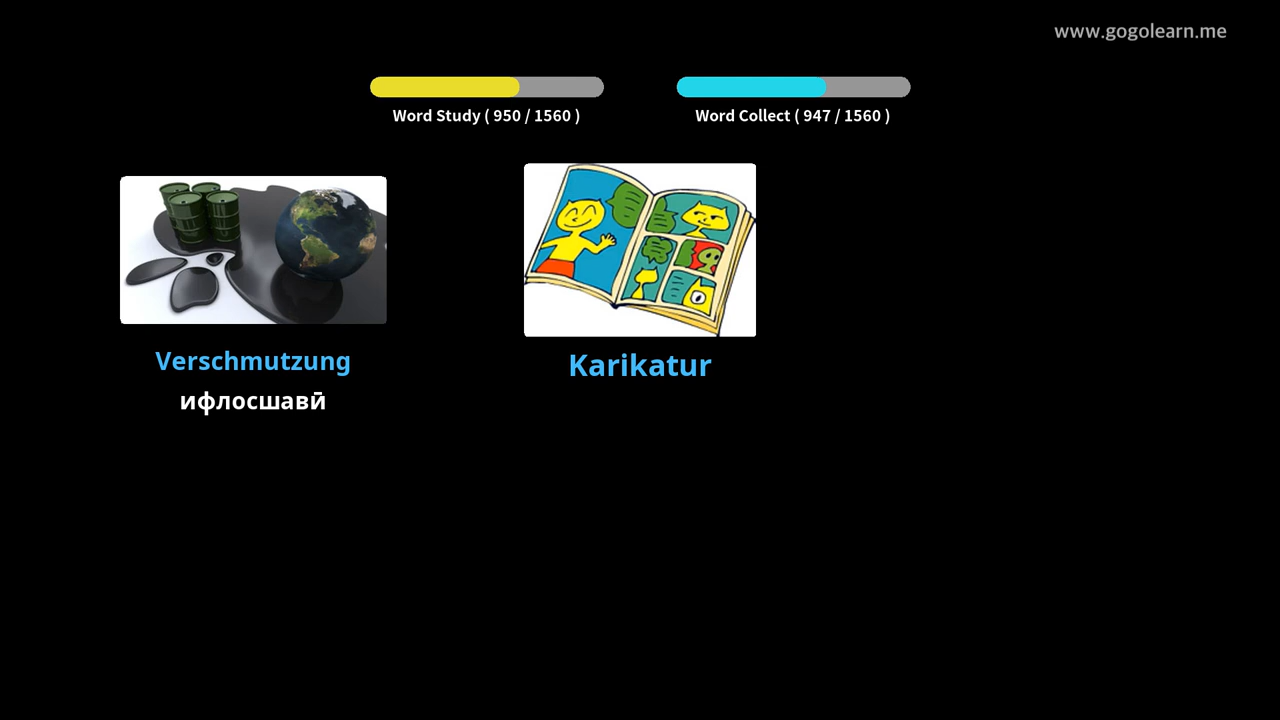 www.gogolearn.me
Word Study ( 950 / 1560 )
Word Collect ( 947 / 1560 )
Verschmutzung
ифлосшавӣ
Karikatur